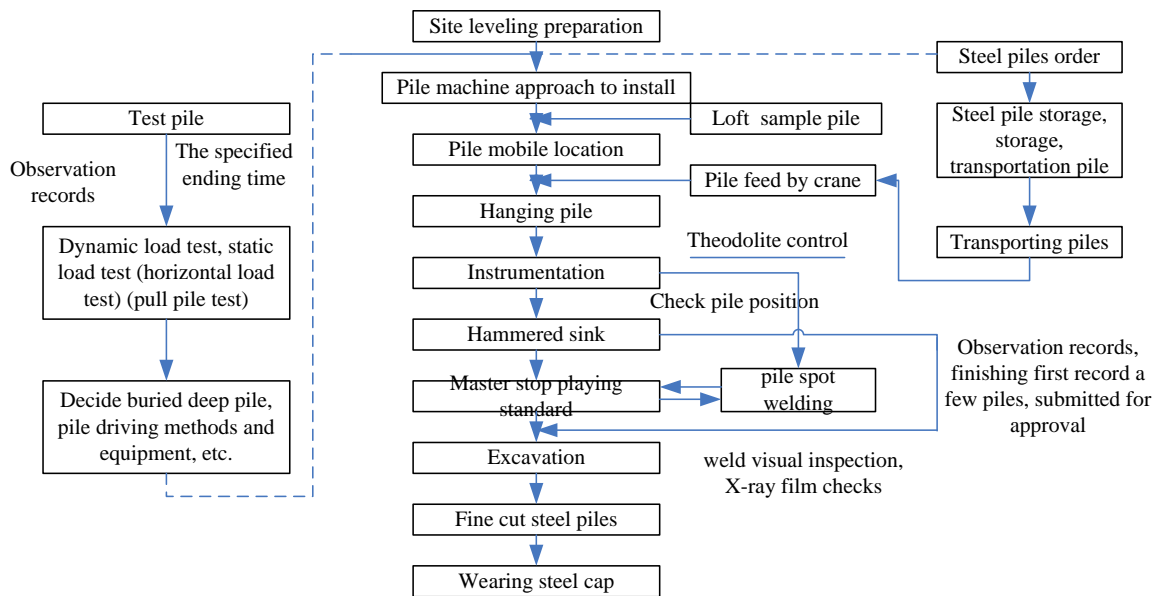 Site leveling preparation
Steel piles order
Pile machine approach to install
Test pile
Loft sample pile
Steel pile storage,
storage,
transportation pile
The specified
ending time
Observation
records
Pile mobile location
Pile feed by crane
Hanging pile
Dynamic load test, static
load test (horizontal load
test) (pull pile test)
Theodolite control
Transporting piles
Instrumentation
Check pile position
Hammered sink
Observation records,
finishing first record a
few piles, submitted for
approval
Master stop playing
standard
pile spot
welding
Decide buried deep pile,
pile driving methods and
equipment, etc.
Excavation
weld visual inspection,
X-ray film checks
Fine cut steel piles
Wearing steel cap